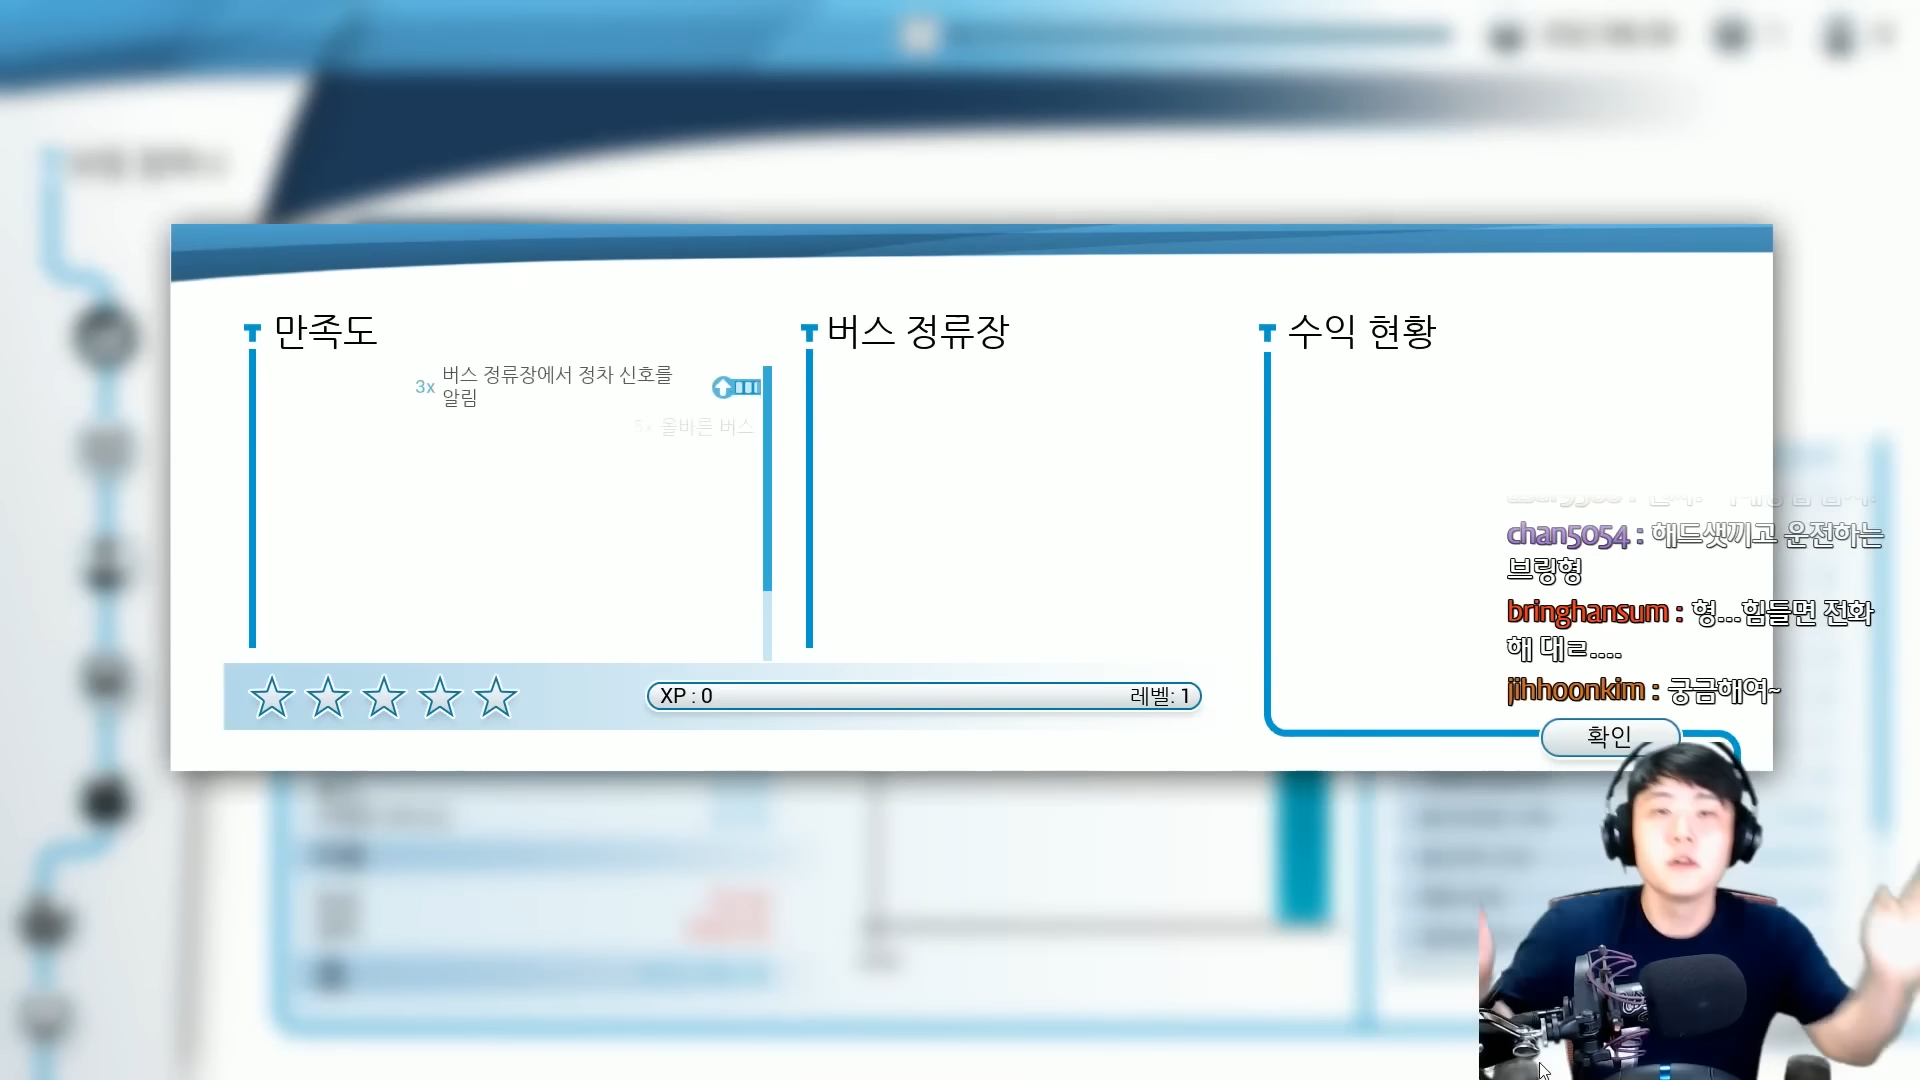 만족도
3x 버스 정류장에서 정차 신호를
알림
5x 올바른 버스
버스 정류장
수익 현황
XP : 0
레벨: 1
chan5054 : 해드셋끼고 운전하는
브링형
bringhansum : 형...힘들면 전화
해 대ㄹ....
jihhoonkim : 궁금해여~
확인